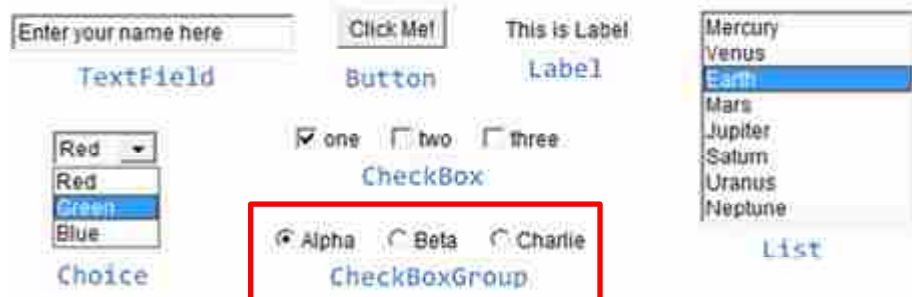 Enter your name here
TextField
Click Me!
Button
This is Label
Label
Mercury
Venus
Earth
Mars
Jupiter
Saturn
Uranus
Neptune
List
Red
Red
Green
Blue
Choice
one two three
CheckBox
Alpha Beta Charlie
CheckBoxGroup